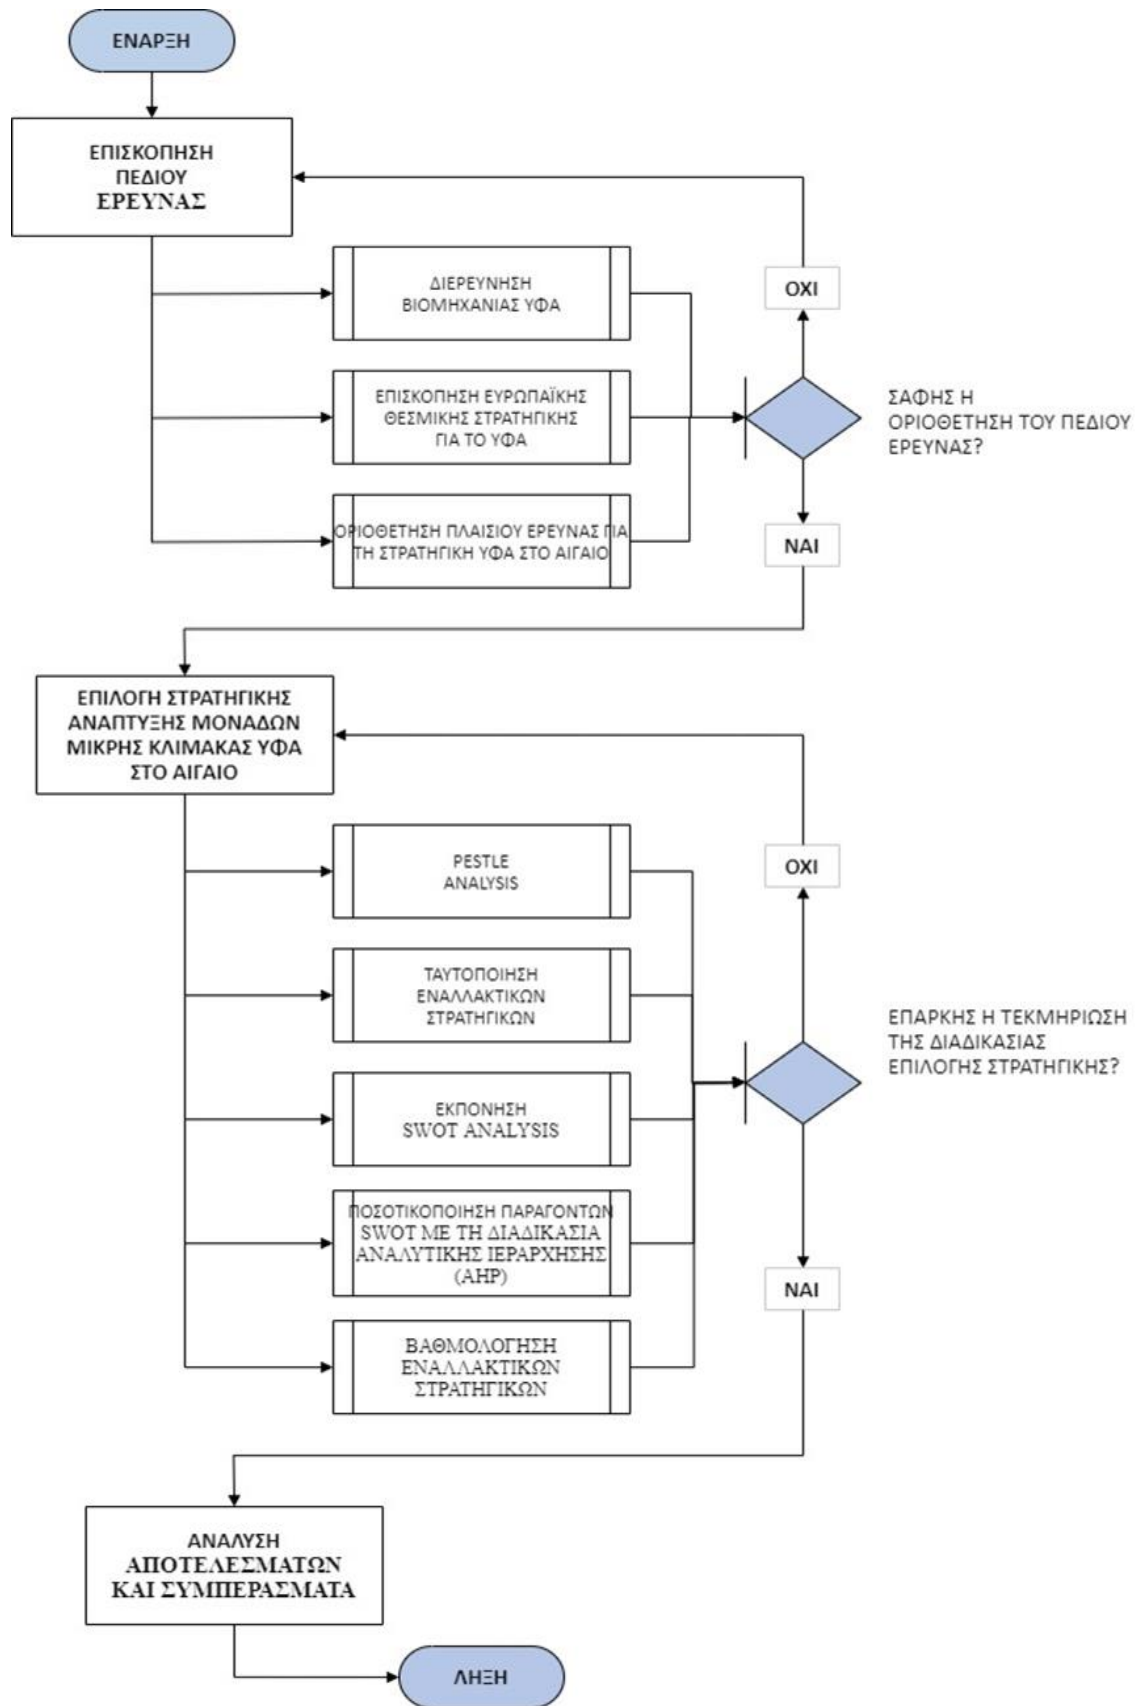 ΕΝΑΡΞΗ
ΕΠΙΣΚΟΠΗΣΗ
ΠΕΔΙΟΥ
ΕΡΕΥΝΑΣ
ΔΙΕΡΕΥΝΗΣΗ
ΒΙΟΜΗΧΑΝΙΑΣ ΥΦΑ
ΟΧΙ
ΕΠΙΣΚΟΠΗΣΗ ΕΥΡΩΠΑΪΚΗΣ
ΘΕΣΜΙΚΗΣ ΣΤΡΑΤΗΓΙΚΗΣ
ΓΙΑ ΤΟ ΥΦΑ
ΣΑΦΗΣ Η
ΟΡΙΟΘΕΤΗΣΗ ΤΟΥ ΠΕΔΙΟΥ
ΕΡΕΥΝΑΣ?
ΟΡΙΟΘΕΤΗΣΗ ΠΛΑΙΣΙΟΥ ΕΡΕΥΝΑΣ ΓΙΑ
ΤΗ ΣΤΡΑΤΗΓΙΚΗ ΥΦΑ ΣΤΟ ΑΙΓΑΙΟ
ΝΑΙ
ΕΠΙΛΟΓΗ ΣΤΡΑΤΗΓΙΚΗΣ
ΑΝΑΠΤΥΞΗΣ ΜΟΝΑΔΩΝ
ΜΙΚΡΗΣ ΚΛΙΜΑΚΑΣ ΥΦΑ
ΣΤΟ ΑΙΓΑΙΟ
PESTLE
ANALYSIS
ΟΧΙ
ΤΑΥΤΟΠΟΙΗΣΗ
ΕΝΑΛΛΑΚΤΙΚΩΝ
ΣΤΡΑΤΗΓΙΚΩΝ
ΕΠΑΡΚΗΣ Η ΤΕΚΜΗΡΙΩΣΗ
ΤΗΣ ΔΙΑΔΙΚΑΣΙΑΣ
ΕΠΙΛΟΓΗΣ ΣΤΡΑΤΗΓΙΚΗΣ?
ΕΚΠΟΝΗΣΗ
SWOT ANALYSIS
ΠΟΣΟΤΙΚΟΠΟΙΗΣΗ ΠΑΡΑΓΟΝΤΩΝ
SWOT ΜΕ ΤΗ ΔΙΑΔΙΚΑΣΙΑ
ΑΝΑΛΥΤΙΚΗΣ ΙΕΡΑΡΧΗΣΗΣ
(AHP)
ΝΑΙ
ΒΑΘΜΟΛΟΓΗΣΗ
ΕΝΑΛΛΑΚΤΙΚΩΝ
ΣΤΡΑΤΗΓΙΚΩΝ
ΑΝΑΛΥΣΗ
ΑΠΟΤΕΛΕΣΜΑΤΩΝ
ΚΑΙ ΣΥΜΠΕΡΑΣΜΑΤΑ
ΛΗΞΗ